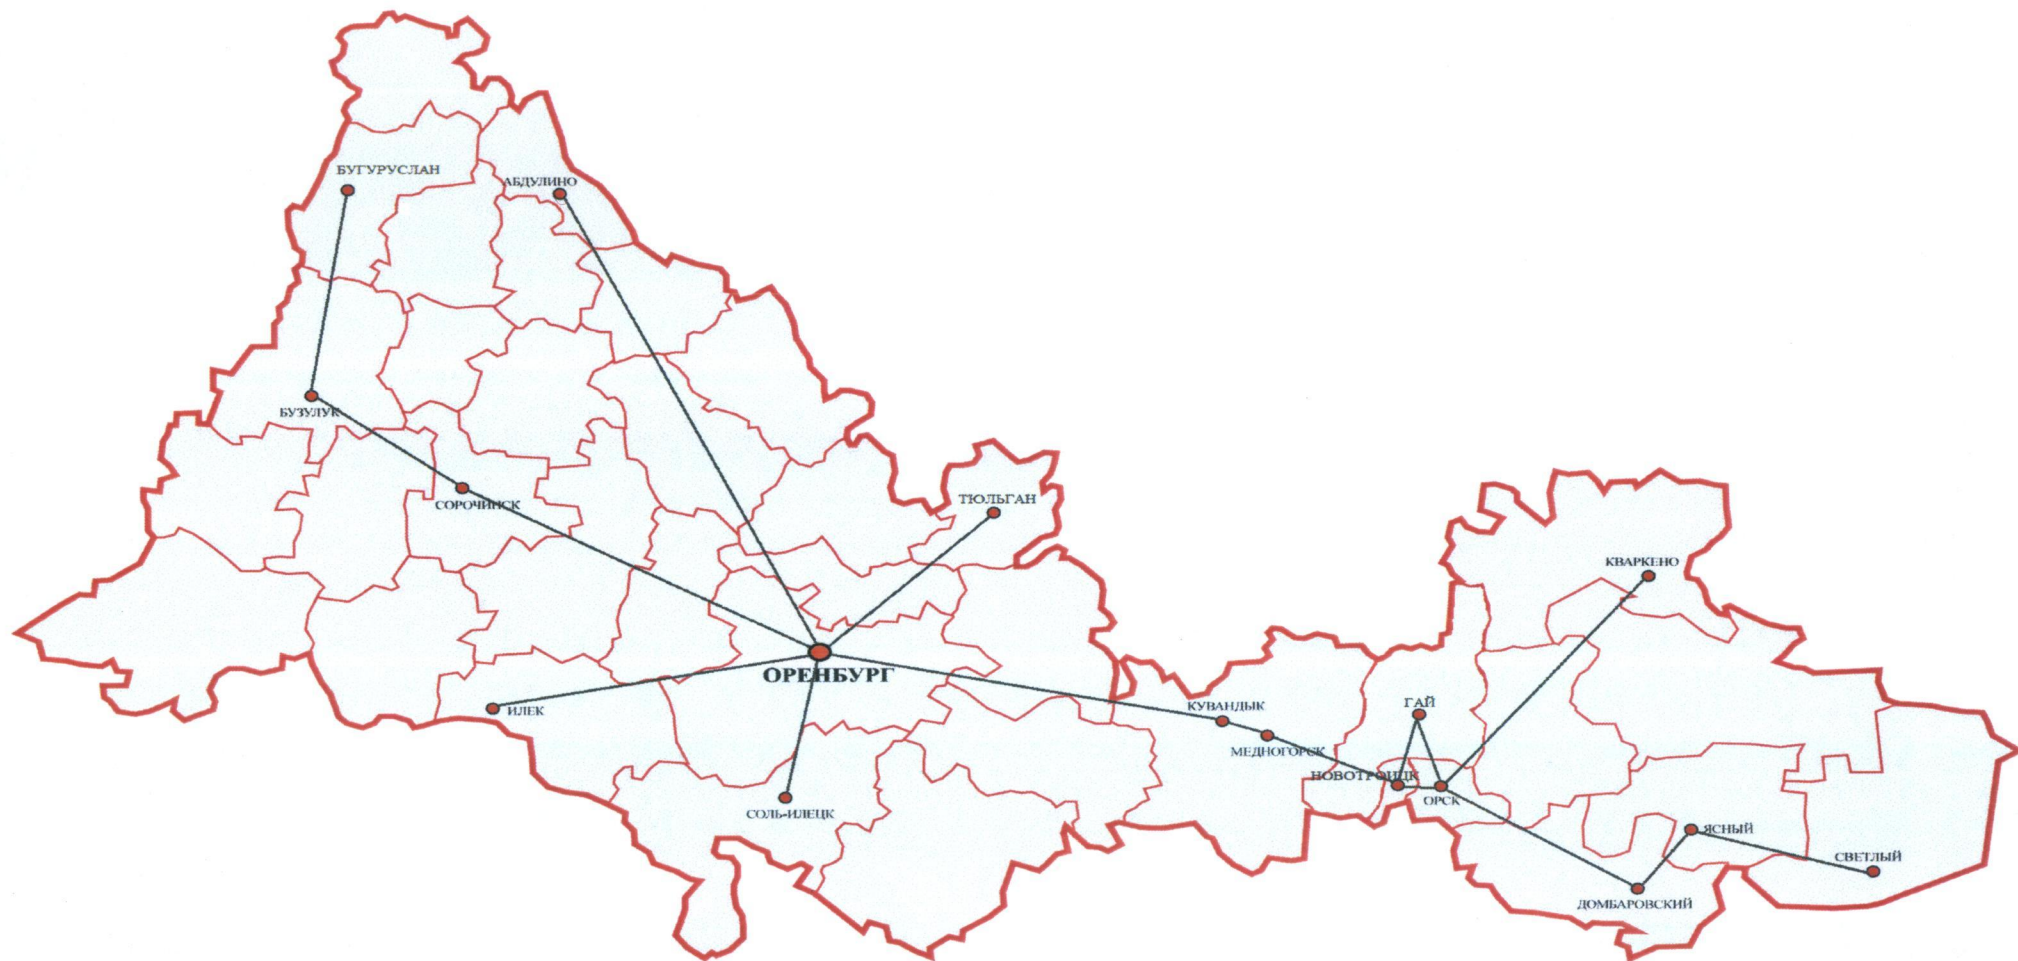 БУГУРУСЛАН
АБДУЛИНО
БУЗУЛУК
СОРОЧИНСК
ТЮЛЬГАН
КВАРКЕНО
ОРЕНБУРГ
ИЛЕК
КУВАНДЫК
ГАЙ
МЕДНОГОРСК
НОВОТРОИЦК
ОРСК
СОЛЬ-ИЛЕЦК
ЯСНЫЙ
СВЕТЛЫЙ
ДОМБАРОВСКИЙ